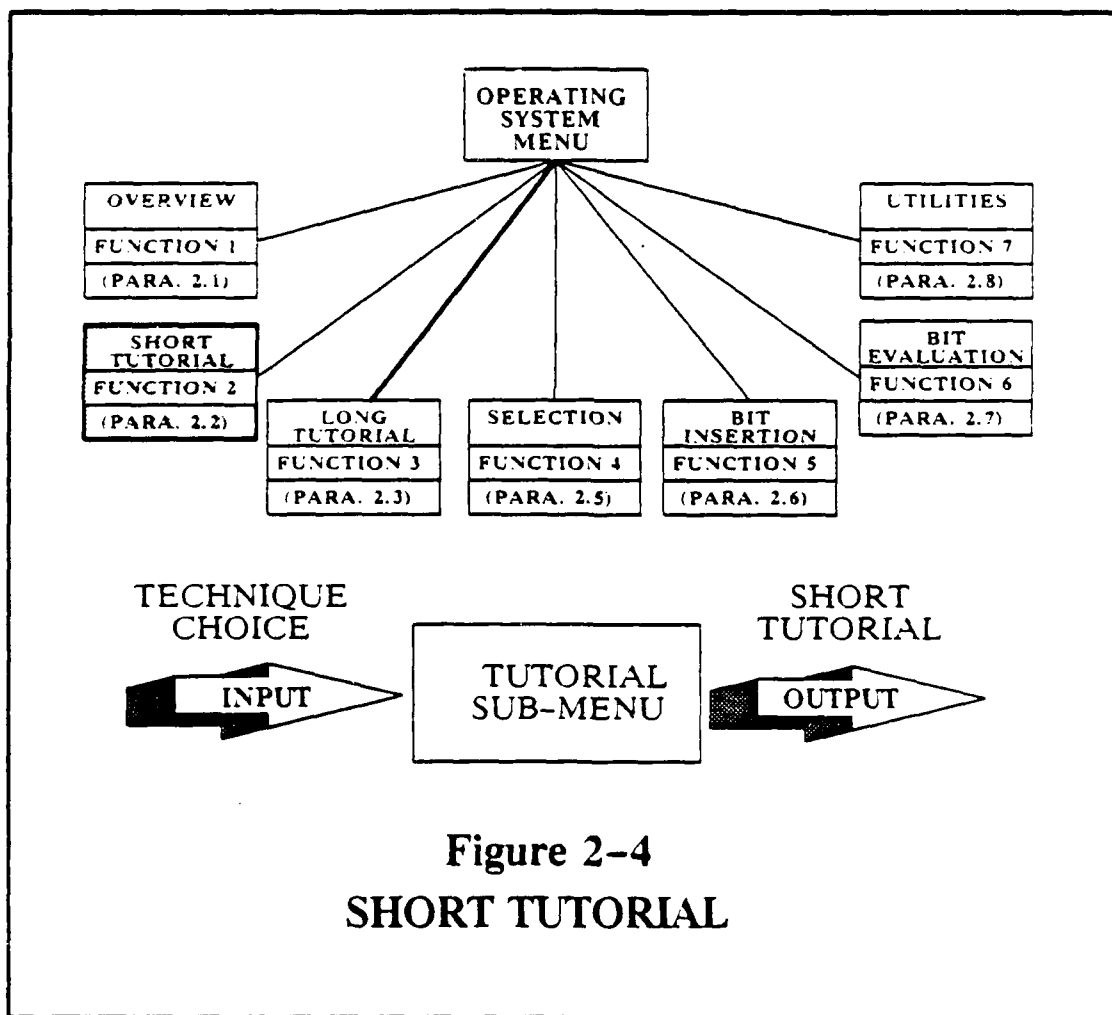 OPERATING
SYSTEM
MENU
OVERVIEW
FUNCTION 1
(PARA. 2.1)
UTILITIES
FUNCTION 7
(PARA. 2.8)
SHORT
TUTORIAL
FUNCTION 2
(PARA. 2.2)
BIT
EVALUATION
FUNCTION 6
(PARA. 2.7)
LONG
TUTORIAL
FUNCTION 3
(PARA. 2.3)
SELECTION
FUNCTION 4
(PARA. 2.5)
BIT
INSERTION
FUNCTION 5
(PARA. 2.6)
TECHNIQUE
CHOICE
INPUT
TUTORIAL
SUB-MENU
SHORT
TUTORIAL
OUTPUT
Figure 2-4
SHORT TUTORIAL